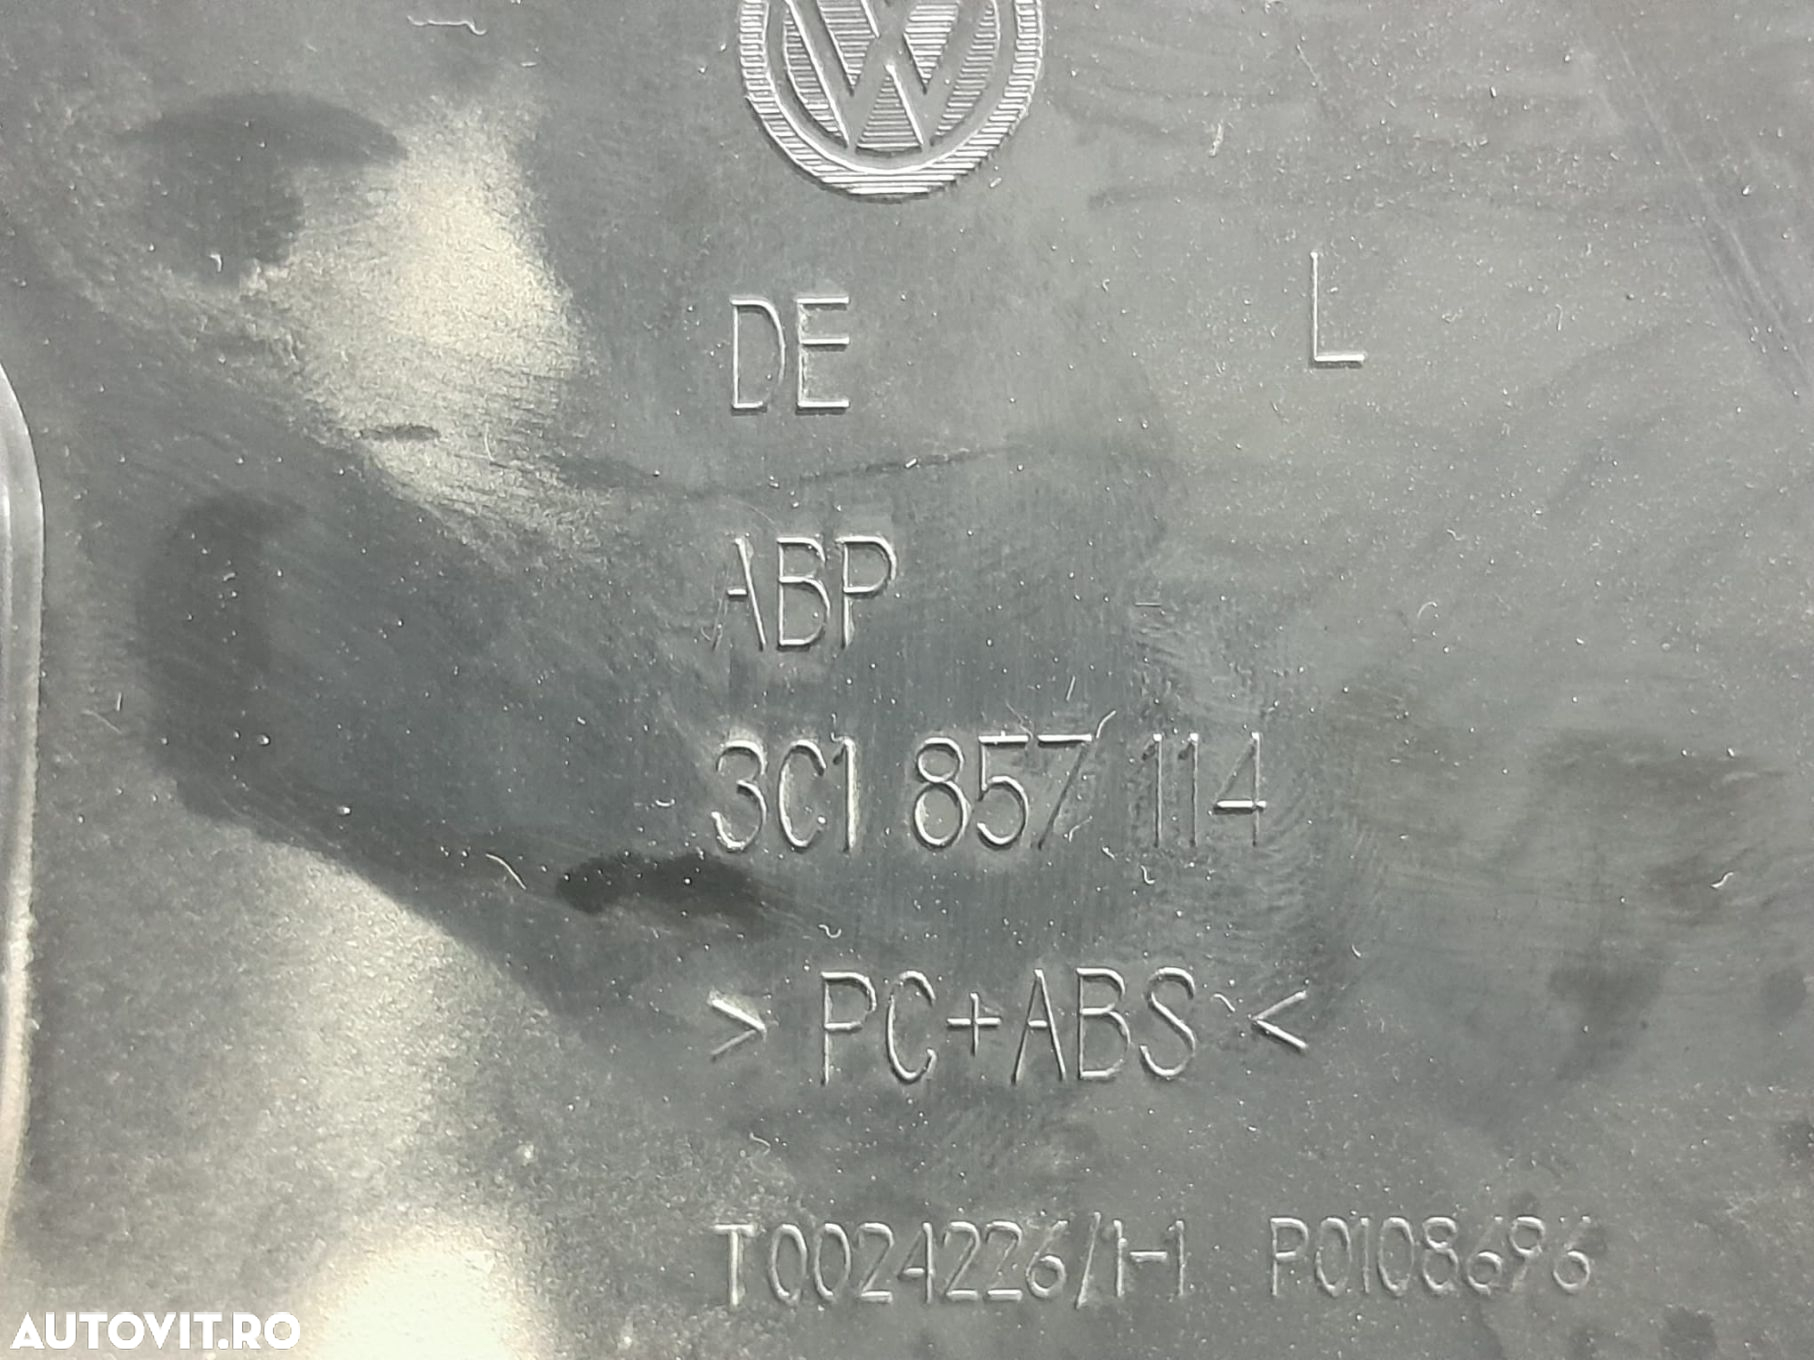 DE L
ABP
3C1 857 114
> PC+ABS <
T0024226/1-1 P0108696
AUTOVIT.RO